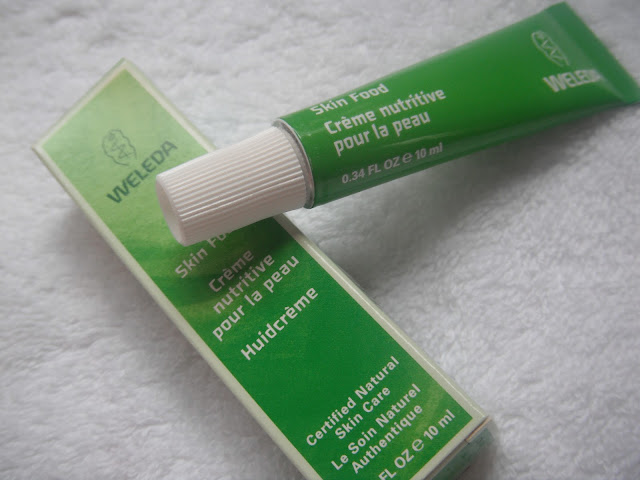 Skin Food
Crème nutritive
pour la peau
0.34 FL OZ e 10 ml
WELEDA
WELEDA
Skin Food
Crème
nutritive
pour la peau
Huidcrème
Certified Natural
Skin Care
Le Soin Naturel
Authentique
FL OZ e 10 ml